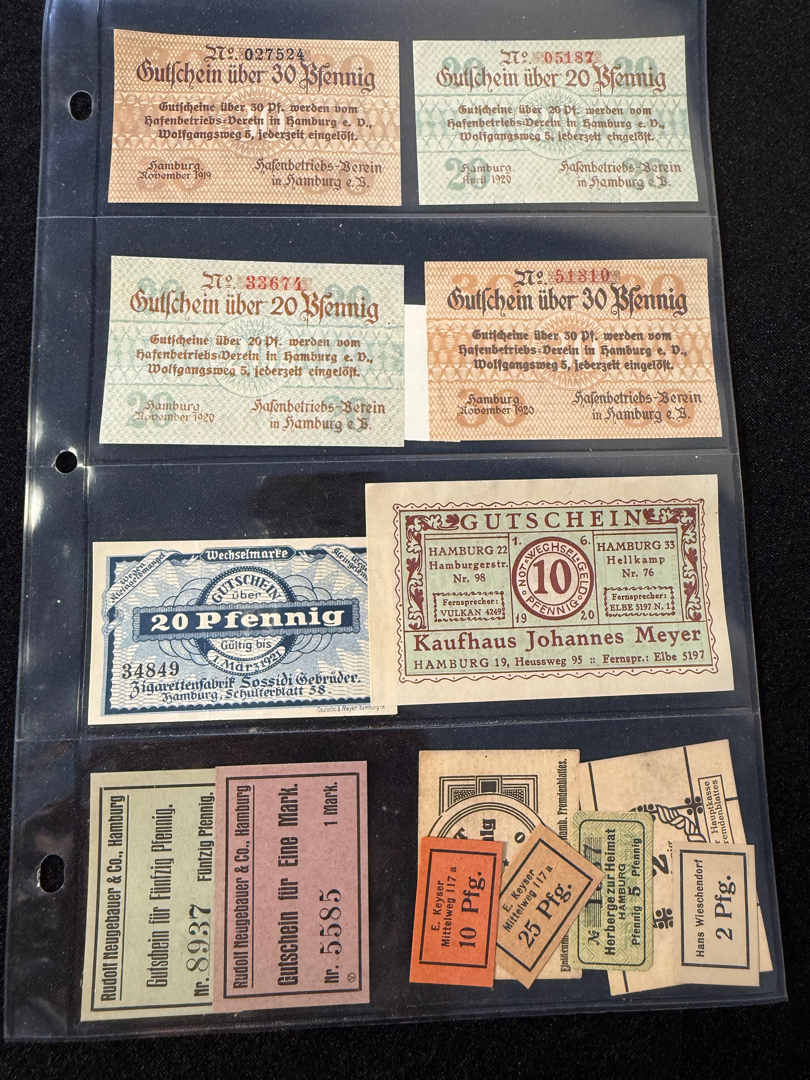 No. 027524
Gutschein über 30 Pfennig
Gutscheine über 30 Pf. werden vom
Hafenbetriebs-Verein in Hamburg e. V.,
Wolfgangsweg 5, jederzeit eingelöst.
Hamburg, November 1919
Hafenbetriebs-Verein in Hamburg e. V.
No. 05187
Gutschein über 20 Pfennig
Gutscheine über 20 Pf. werden vom
Hafenbetriebs-Verein in Hamburg e. V.,
Wolfgangsweg 5, jederzeit eingelöst.
Hamburg, April 1920
Hafenbetriebs-Verein in Hamburg e. V.
No. 33674
Gutschein über 20 Pfennig
Gutscheine über 20 Pf. werden vom
Hafenbetriebs-Verein in Hamburg e. V.,
Wolfgangsweg 5, jederzeit eingelöst.
Hamburg, November 1920
Hafenbetriebs-Verein in Hamburg e. V.
No. 51310
Gutschein über 30 Pfennig
Gutscheine über 30 Pf. werden vom
Hafenbetriebs-Verein in Hamburg e. V.,
Wolfgangsweg 5, jederzeit eingelöst.
Hamburg, November 1920
Hafenbetriebs-Verein in Hamburg e. V.
Wechselmarke
Kleingeldmangel
GUTSCHEIN
über
20 Pfennig
Gültig bis
1. März 1921
34849
Zigarettenfabrik Sossidi Gebrüder.
Hamburg, Schulterblatt 58.
GUTSCHEIN
HAMBURG 22
Hamburgerstr.
Nr. 98
Fernsprecher:
VULKAN 4249
1. 6.
NOT-WECHSEL-GELD
10
PFENNIG
19 20
HAMBURG 33
Hellkamp
Nr. 76
Fernsprecher:
ELBE 5197 N. 1
Kaufhaus Johannes Meyer
HAMBURG 19, Heussweg 95 :: Fernspr.: Elbe 5197
Rudolf Neugebauer & Co., Hamburg
Gutschein für Fünfzig Pfennig.
Nr. 8937 Fünfzig Pfennig.
Rudolf Neugebauer & Co., Hamburg
Gutschein für Eine Mark.
Nr. 5585 1 Mark.
E. Keyser
Mittelweg 117 a
10 Pfg.
E. Keyser
Mittelweg 117 a
25 Pfg.
Fremdenblattes.
No
Herberge zur Heimat
HAMBURG
Pfennig 5 Pfennig
Hauptkasse
2
Hans Wieschendorf
2 Pfg.